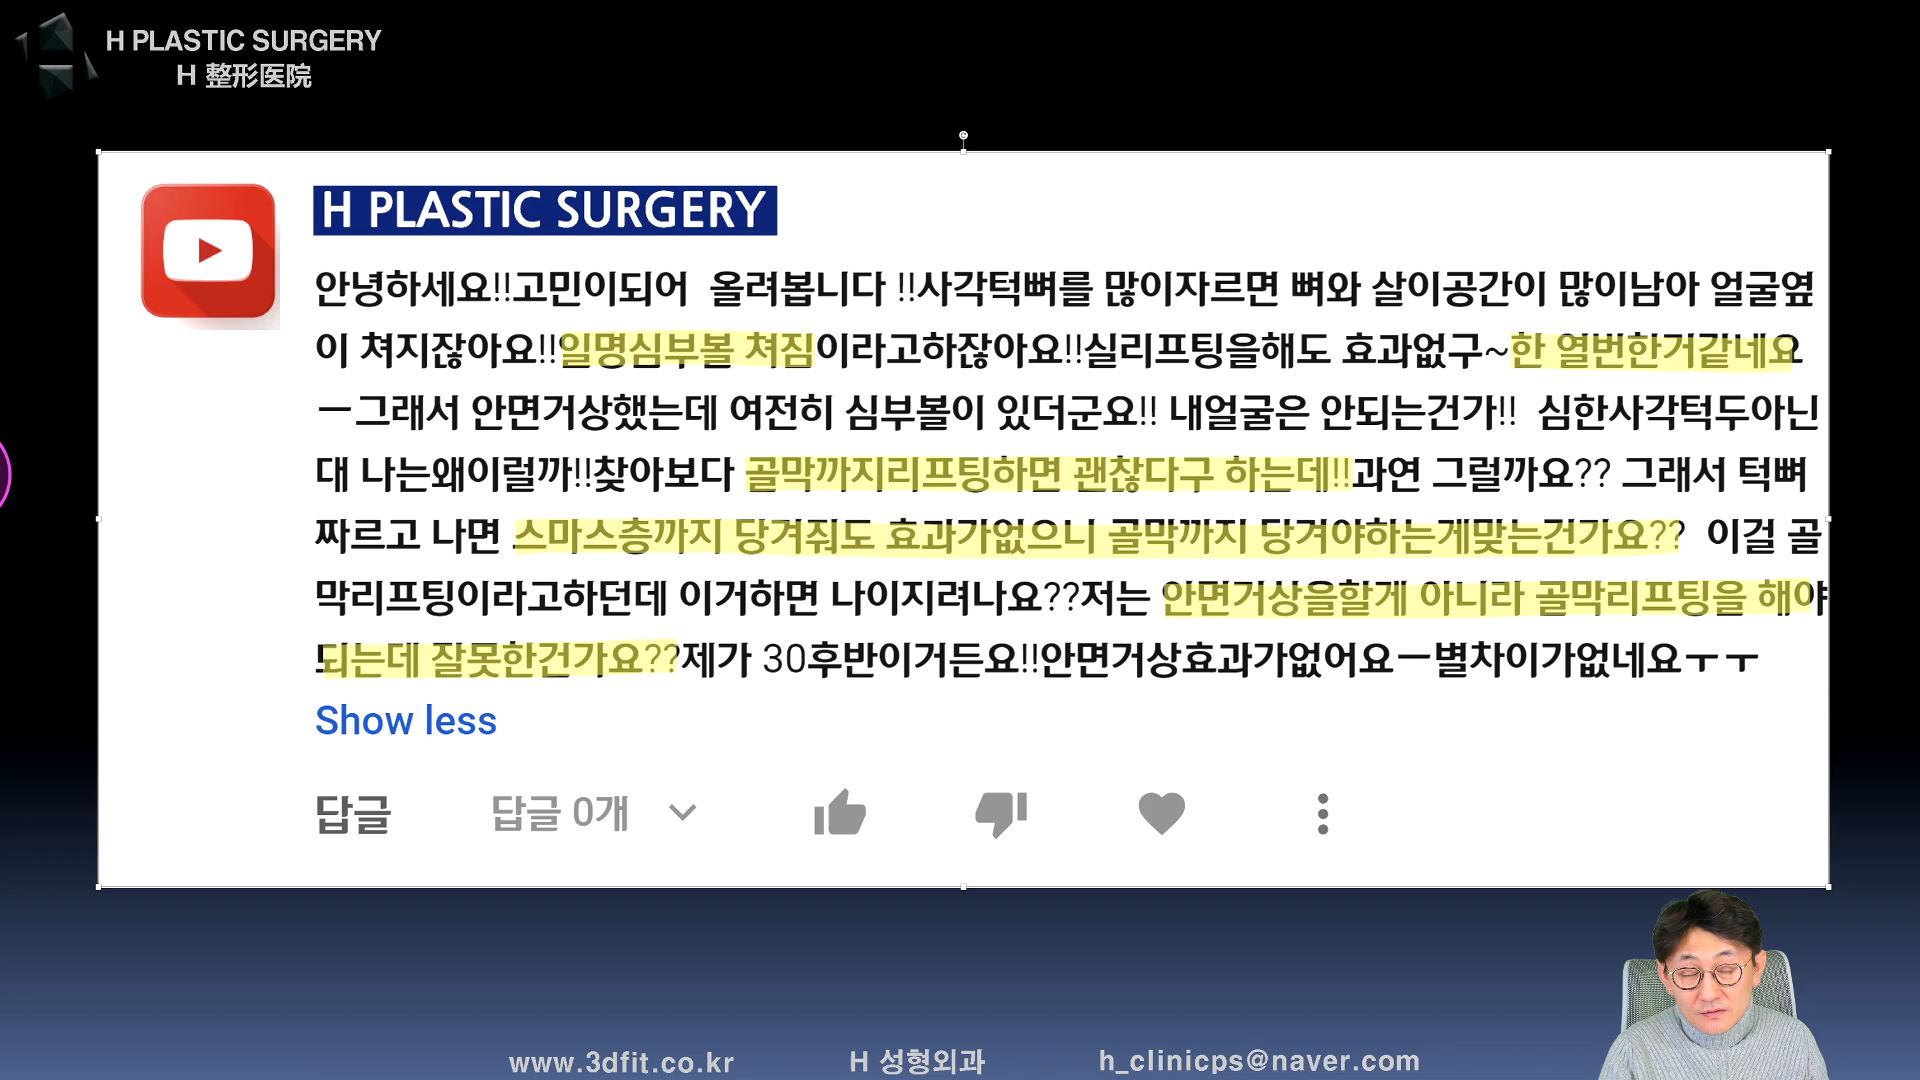 H PLASTIC SURGERY
H 整形医院
H PLASTIC SURGERY
안녕하세요!!고민이되어 올려봅니다 !!사각턱뼈를 많이자르면 뼈와 살이공간이 많이남아 얼굴옆
이 쳐지잖아요!!일명심부볼 쳐짐이라고하잖아요!!실리프팅을해도 효과없구~한 열번한거같네요
ㅡ그래서 안면거상했는데 여전히 심부볼이 있더군요!! 내얼굴은 안되는건가!! 심한사각턱두아닌
대 나는왜이럴까!!찾아보다 골막까지리프팅하면 괜찮다구 하는데!!과연 그럴까요?? 그래서 턱뼈
짜르고 나면 스마스층까지 당겨줘도 효과가없으니 골막까지 당겨야하는게맞는건가요?? 이걸 골
막리프팅이라고하던데 이거하면 나이지려나요??저는 안면거상을할게 아니라 골막리프팅을 해야
되는데 잘못한건가요??제가 30후반이거든요!!안면거상효과가없어요ㅡ별차이가없네요ㅜㅜ
Show less
답글 답글 0개
www.3dfit.co.kr H 성형외과 h_clinicps@naver.com